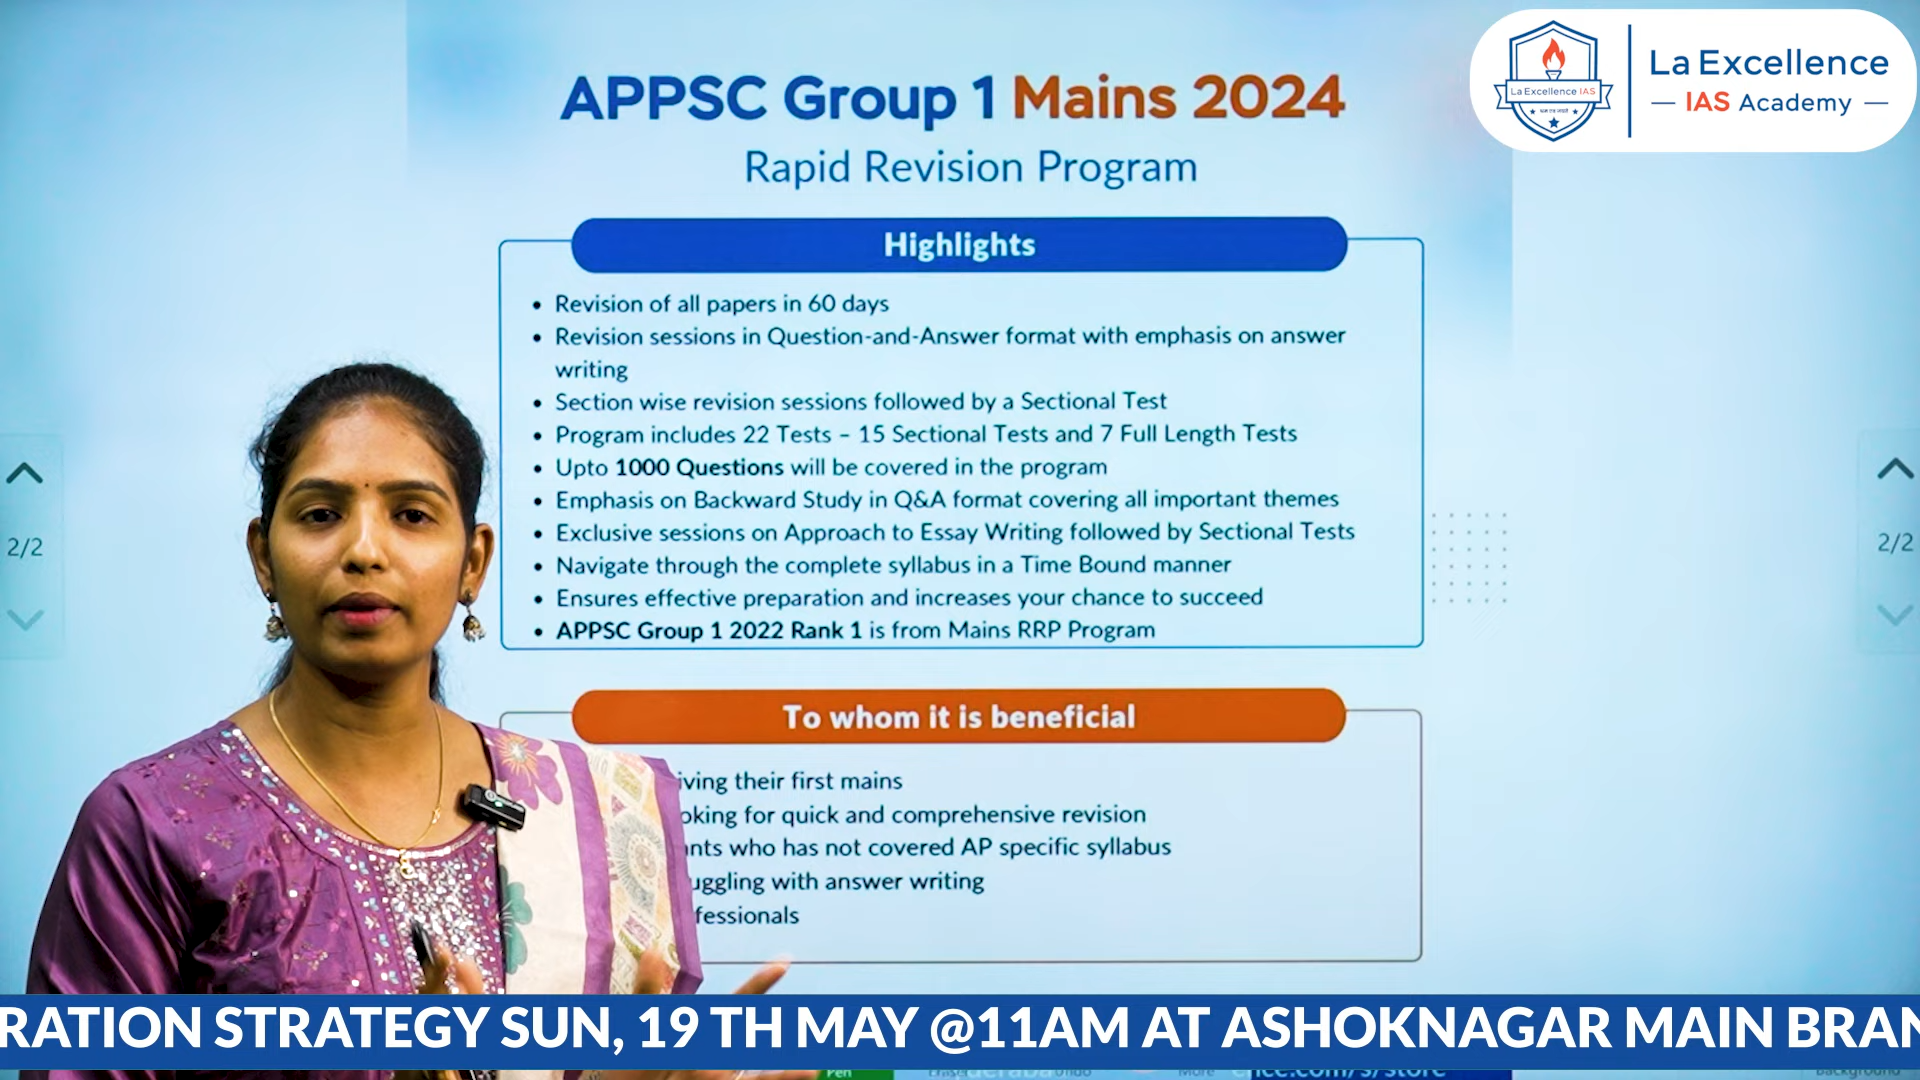 La Excellence
IAS Academy
La Excellence IAS
APPSC Group 1 Mains 2024
Rapid Revision Program
Highlights
• Revision of all papers in 60 days
• Revision sessions in Question-and-Answer format with emphasis on answer
writing
• Section wise revision sessions followed by a Sectional Test
• Program includes 22 Tests – 15 Sectional Tests and 7 Full Length Tests
• Upto 1000 Questions will be covered in the program
• Emphasis on Backward Study in Q&A format covering all important themes
• Exclusive sessions on Approach to Essay Writing followed by Sectional Tests
• Navigate through the complete syllabus in a Time Bound manner
• Ensures effective preparation and increases your chance to succeed
• APPSC Group 1 2022 Rank 1 is from Mains RRP Program
2/2
2/2
To whom it is beneficial
iving their first mains
oking for quick and comprehensive revision
nts who has not covered AP specific syllabus
uggling with answer writing
fessionals
RATION STRATEGY SUN, 19 TH MAY @11AM AT ASHOKNAGAR MAIN BRAN
Pen
More
Background